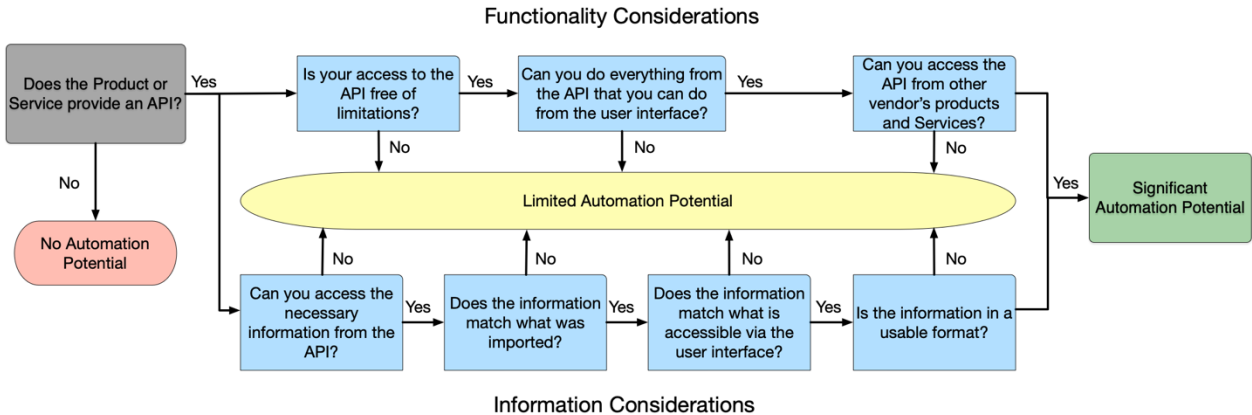 Functionality Considerations
Does the Product or
Service provide an API?
Yes
Is your access to the
API free of
limitations?
Yes
Can you do everything from
the API that you can do
from the user interface?
Yes
Can you access the
API from other
vendor's products
and Services?
No
No
No
No
Limited Automation Potential
Yes
Significant
Automation Potential
No Automation
Potential
No
No
No
No
Can you access the
necessary
information from the
API?
Yes
Does the information
match what was
imported?
Yes
Does the information
match what is
accessible via the
user interface?
Yes
Is the information in a
usable format?
Information Considerations